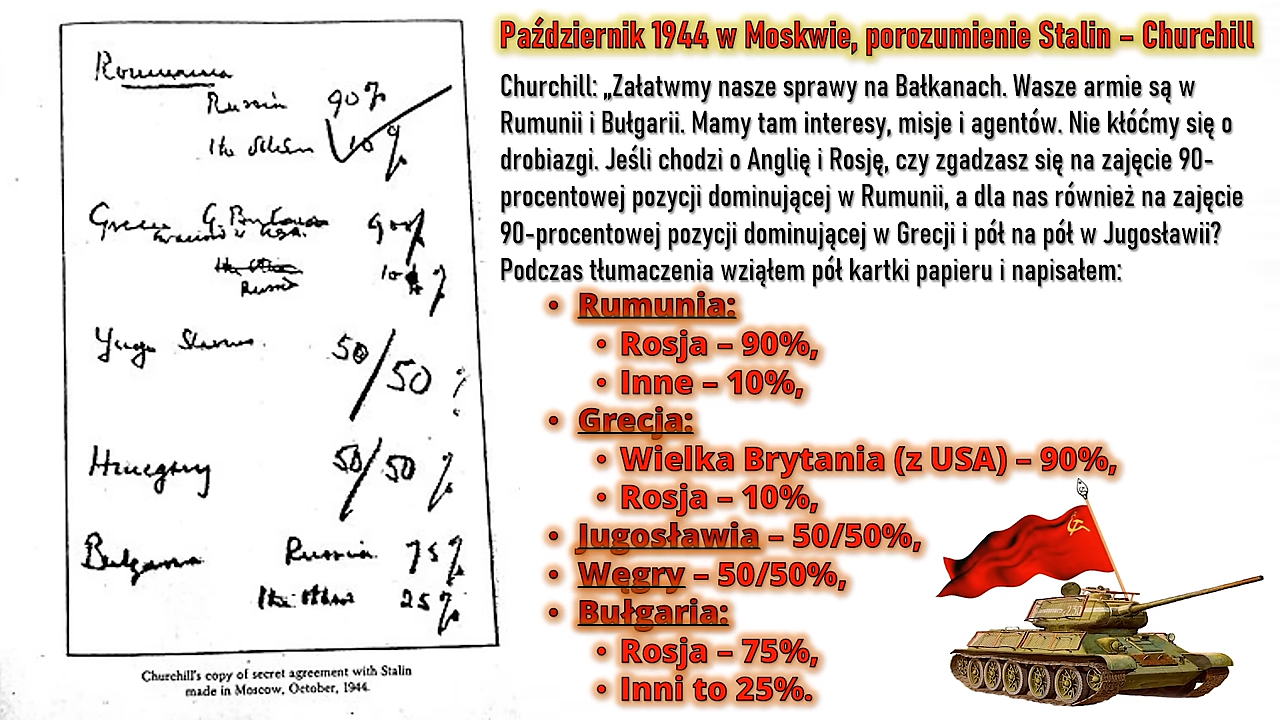 Roumania
Russia 90%
The others 10%
Greece G. Britain 90%
in accord with USA.
The others
Russia 10%
Yugo Slavia 50/50%
Hungary 50/50%
Bulgaria Russia 75%
The others 25%
Churchill's copy of secret agreement with Stalin
made in Moscow, October, 1944.
Październik 1944 w Moskwie, porozumienie Stalin – Churchill
Churchill: „Załatwmy nasze sprawy na Bałkanach. Wasze armie są w
Rumunii i Bułgarii. Mamy tam interesy, misje i agentów. Nie kłóćmy się o
drobiazgi. Jeśli chodzi o Anglię i Rosję, czy zgadzasz się na zajęcie 90-
procentowej pozycji dominującej w Rumunii, a dla nas również na zajęcie
90-procentowej pozycji dominującej w Grecji i pół na pół w Jugosławii?
Podczas tłumaczenia wziąłem pół kartki papieru i napisałem:
• Rumunia:
• Rosja – 90%,
• Inne – 10%,
• Grecja:
• Wielka Brytania (z USA) – 90%,
• Rosja – 10%,
• Jugosławia – 50/50%,
• Węgry – 50/50%,
• Bułgaria:
• Rosja – 75%,
• Inni to 25%.